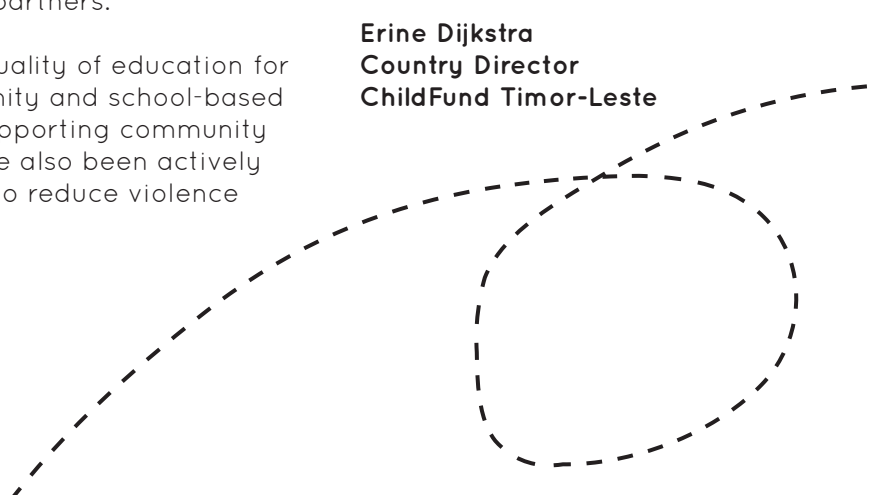 partners.
uality of education for
nity and school-based
pporting community
e also been actively
o reduce violence
Erine Dijkstra
Country Director
ChildFund Timor-Leste